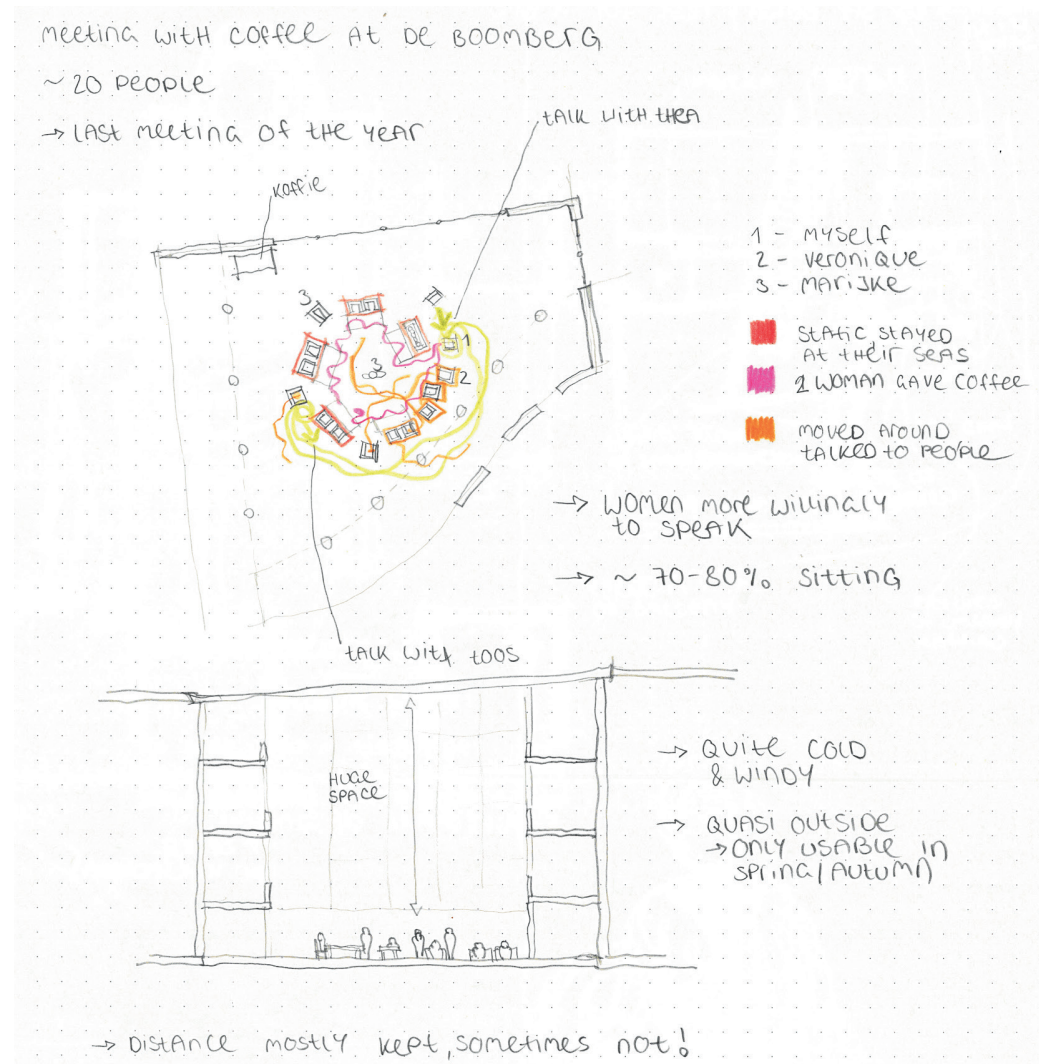 meeting with coffee at de Boomberg
~ 20 people
→ last meeting of the year
talk with thea
koffie
1 - myself
2 - veronique
3 - marijke
static, stayed
at their seas
2 woman gave coffee
moved around
talked to people
3
1
2
→ women more willingly
to speak
→ ~ 70-80% sitting
talk with toos
huge
space
→ quite cold
& windy
→ quasi outside
→ only usable in
spring/autumn
→ distance mostly kept, sometimes not!